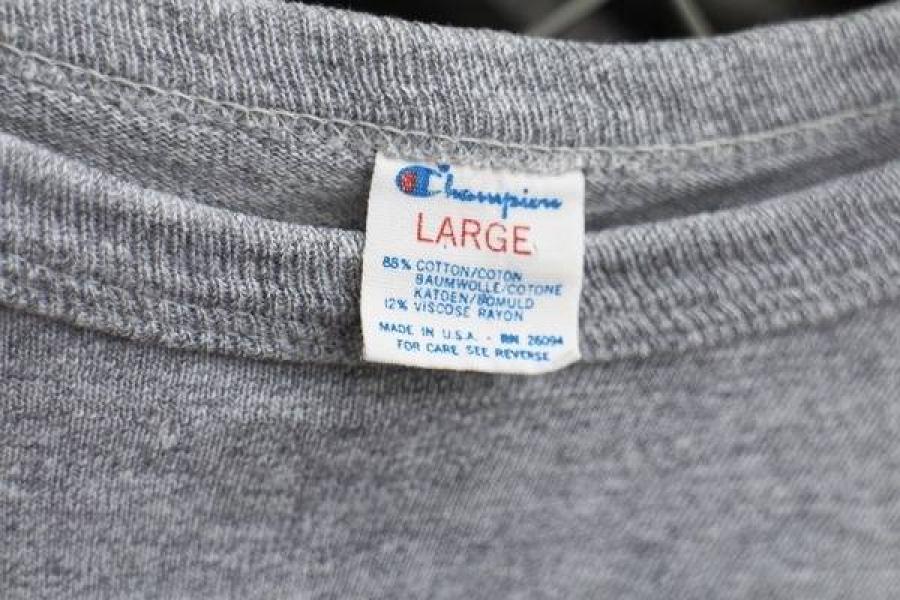 Champion
LARGE
88% COTTON/COTON
BAUMWOLLE/COTONE
KATOEN/BOMULD
12% VISCOSE RAYON
MADE IN U.S.A. - RN 26094
FOR CARE SEE REVERSE